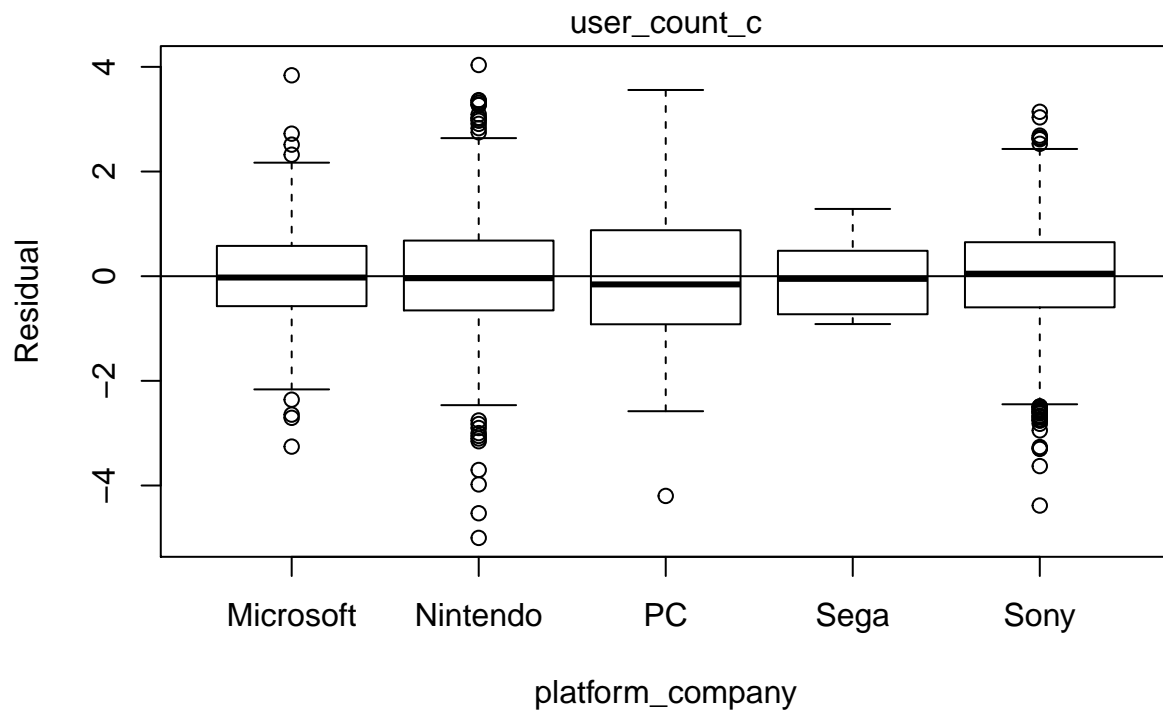 user_count_c
4
2
0
−2
−4
Residual
Microsoft Nintendo PC Sega Sony
platform_company